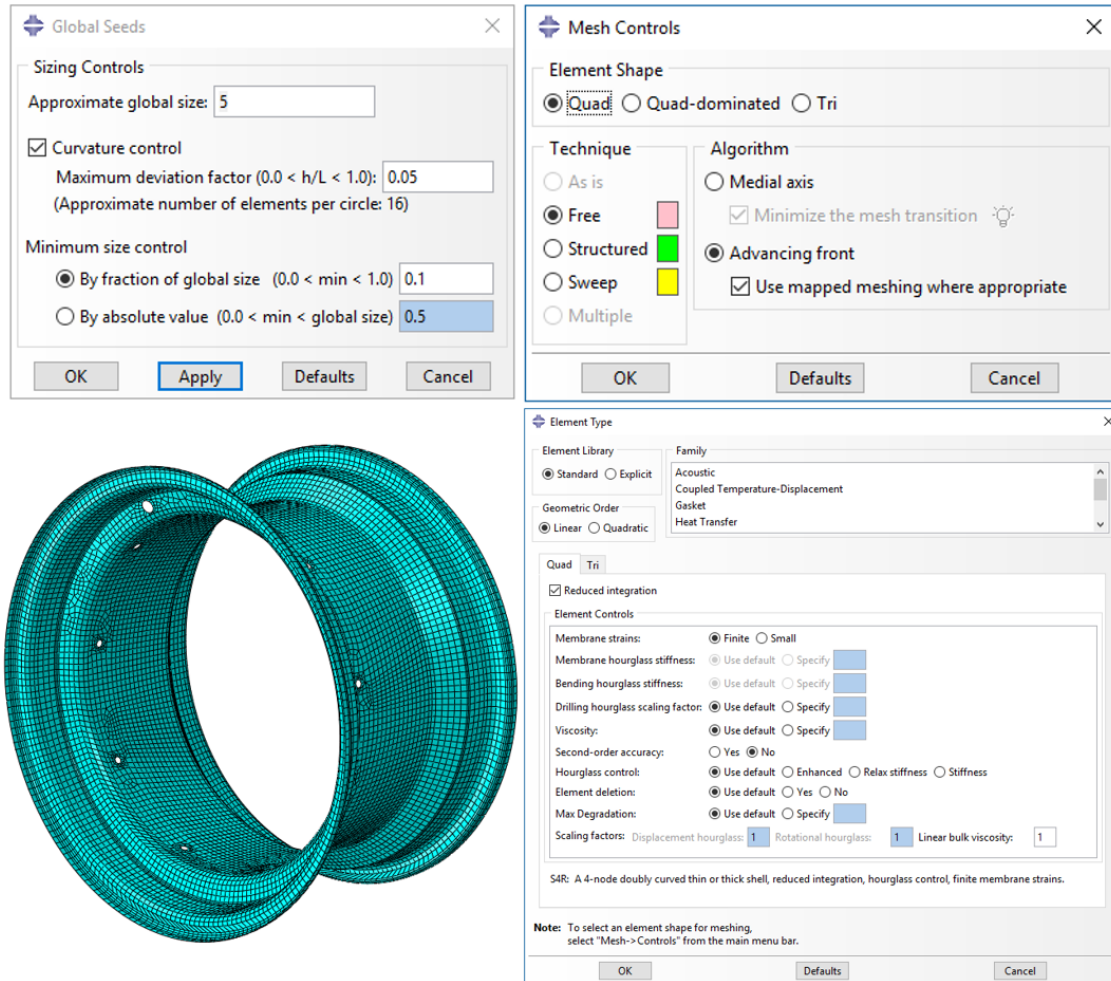 Global Seeds
Sizing Controls
Approximate global size: 5
Curvature control
Maximum deviation factor (0.0 < h/L < 1.0): 0.05
(Approximate number of elements per circle: 16)
Minimum size control
By fraction of global size (0.0 < min < 1.0) 0.1
By absolute value (0.0 < min < global size) 0.5
OK Apply Defaults Cancel
Mesh Controls
Element Shape
Quad Quad-dominated Tri
Technique
As is
Free
Structured
Sweep
Multiple
Algorithm
Medial axis
Minimize the mesh transition
Advancing front
Use mapped meshing where appropriate
OK Defaults Cancel
Element Type
Element Library
Standard Explicit
Geometric Order
Linear Quadratic
Family
Acoustic
Coupled Temperature-Displacement
Gasket
Heat Transfer
Quad Tri
Reduced integration
Element Controls
Membrane strains: Finite Small
Membrane hourglass stiffness: Use default Specify
Bending hourglass stiffness: Use default Specify
Drilling hourglass scaling factor: Use default Specify
Viscosity: Use default Specify
Second-order accuracy: Yes No
Hourglass control: Use default Enhanced Relax stiffness Stiffness
Element deletion: Use default Yes No
Max Degradation: Use default Specify
Scaling factors: Displacement hourglass: 1 Rotational hourglass: 1 Linear bulk viscosity: 1
S4R: A 4-node doubly curved thin or thick shell, reduced integration, hourglass control, finite membrane strains.
Note: To select an element shape for meshing,
select "Mesh->Controls" from the main menu bar.
OK Defaults Cancel